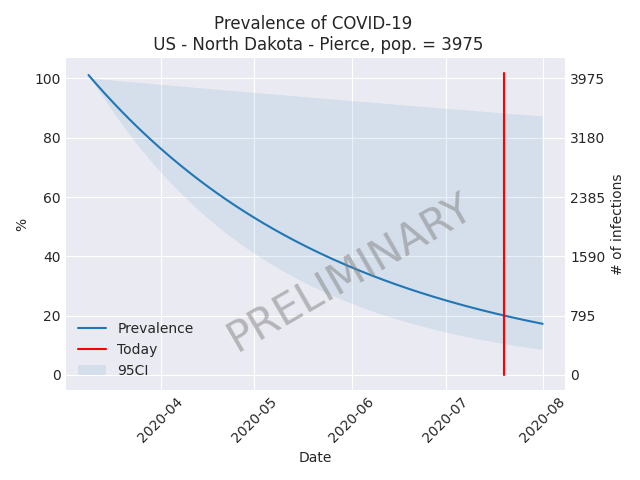 Prevalence of COVID-19
US - North Dakota - Pierce, pop. = 3975
100
80
60
40
20
0
%
3975
3180
2385
1590
795
0
# of infections
PRELIMINARY
Prevalence
Today
95CI
2020-04
2020-05
2020-06
2020-07
2020-08
Date